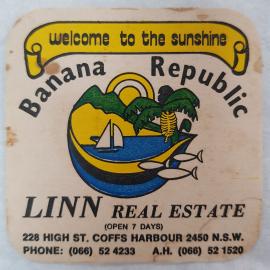 welcome to the sunshine
Banana Republic
LINN REAL ESTATE
(OPEN 7 DAYS)
228 HIGH ST, COFFS HARBOUR 2450 N.S.W.
PHONE: (066) 52 4233 A.H. (066) 52 1520